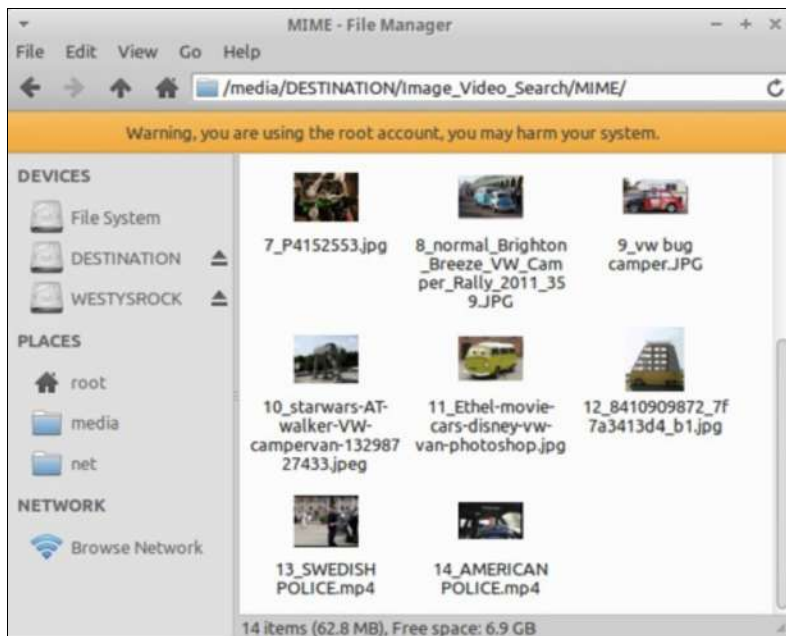 MIME - File Manager
File Edit View Go Help
/media/DESTINATION/Image_Video_Search/MIME/
Warning, you are using the root account, you may harm your system.
DEVICES
File System
DESTINATION
WESTYSROCK
PLACES
root
media
net
NETWORK
Browse Network
7_P4152553.jpg
8_normal_Brighton
_Breeze_VW_Cam
per_Rally_2011_35
9.JPG
9_vw bug
camper.JPG
10_starwars-AT-
walker-VW-
campervan-132987
27433.jpeg
11_Ethel-movie-
cars-disney-vw-
van-photoshop.jpg
12_8410909872_7f
7a3413d4_b1.jpg
13_SWEDISH
POLICE.mp4
14_AMERICAN
POLICE.mp4
14 items (62.8 MB), Free space: 6.9 GB